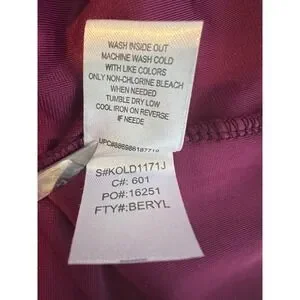 WASH INSIDE OUT
MACHINE WASH COLD
WITH LIKE COLORS
ONLY NON-CHLORINE BLEACH
WHEN NEEDED
TUMBLE DRY LOW
COOL IRON ON REVERSE
IF NEEDE
S#KOLD1171J
C#: 601
PO#:16251
FTY#:BERYL